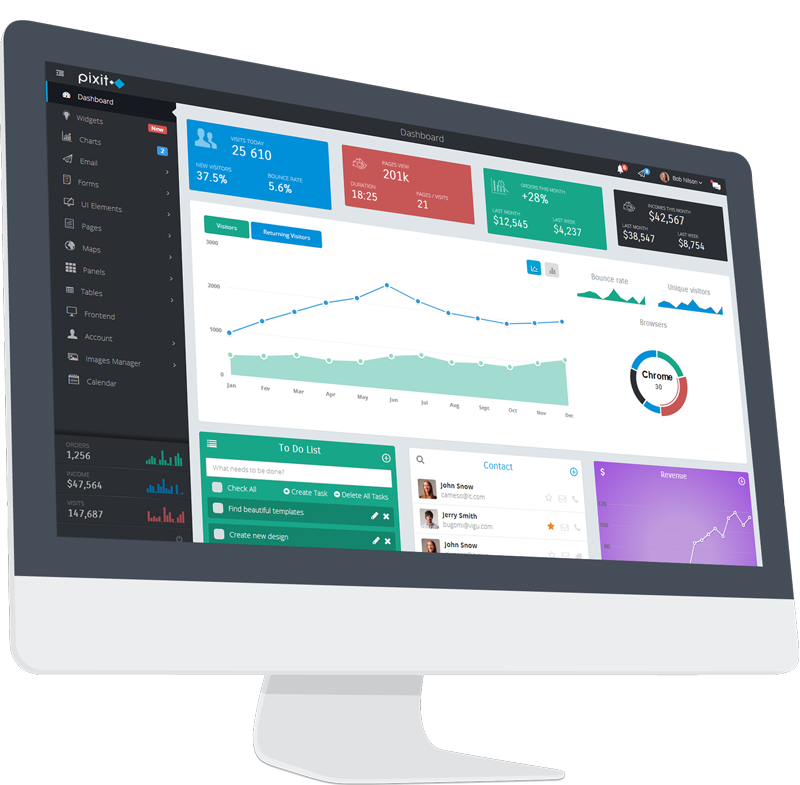 pixit
Dashboard
Dashboard
Bob Nilson
Widgets
New
Charts
2
Email
Forms
UI Elements
Pages
Maps
Panels
Tables
Frontend
Account
Images Manager
Calendar
ORDERS
1,256
INCOME
$47,564
VISITS
147,687
VISITS TODAY
25 610
NEW VISITORS
37.5%
BOUNCE RATE
5.6%
PAGES VIEW
201k
DURATION
18:25
PAGES / VISITS
21
ORDERS THIS MONTH
+28%
LAST MONTH
$12,545
LAST WEEK
$4,237
INCOMES THIS MONTH
$42,567
LAST MONTH
$38,547
LAST WEEK
$8,754
Visitors
Returning Visitors
3000
2000
1000
0
Jan
Fev
Mar
Apr
May
Jun
Jul
Aug
Sept
Oct
Nov
Dec
Bounce rate
Unique visitors
Browsers
Chrome
30
To Do List
What needs to be done?
Check All
Create Task
Delete All Tasks
Find beautiful templates
Create new design
Contact
John Snow
cameso@it.com
Jerry Smith
bugomi@vigu.com
John Snow
$
Revenue